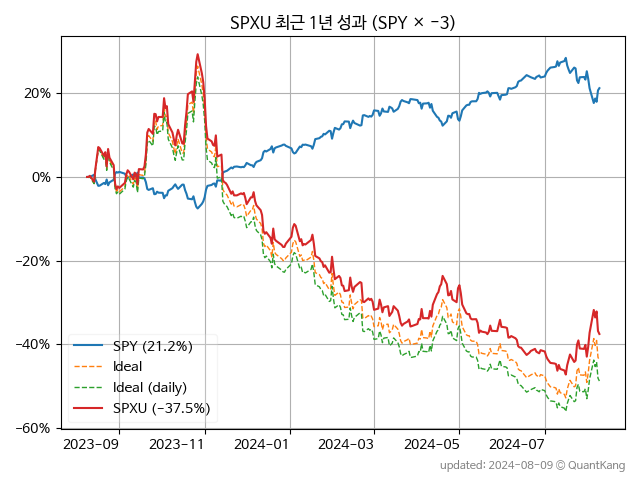 SPXU 최근 1년 성과 (SPY × −3)
20%
0%
−20%
−40%
−60%
SPY (21.2%)
Ideal
Ideal (daily)
SPXU (−37.5%)
2023−09
2023−11
2024−01
2024−03
2024−05
2024−07
updated: 2024−08−09 © QuantKang